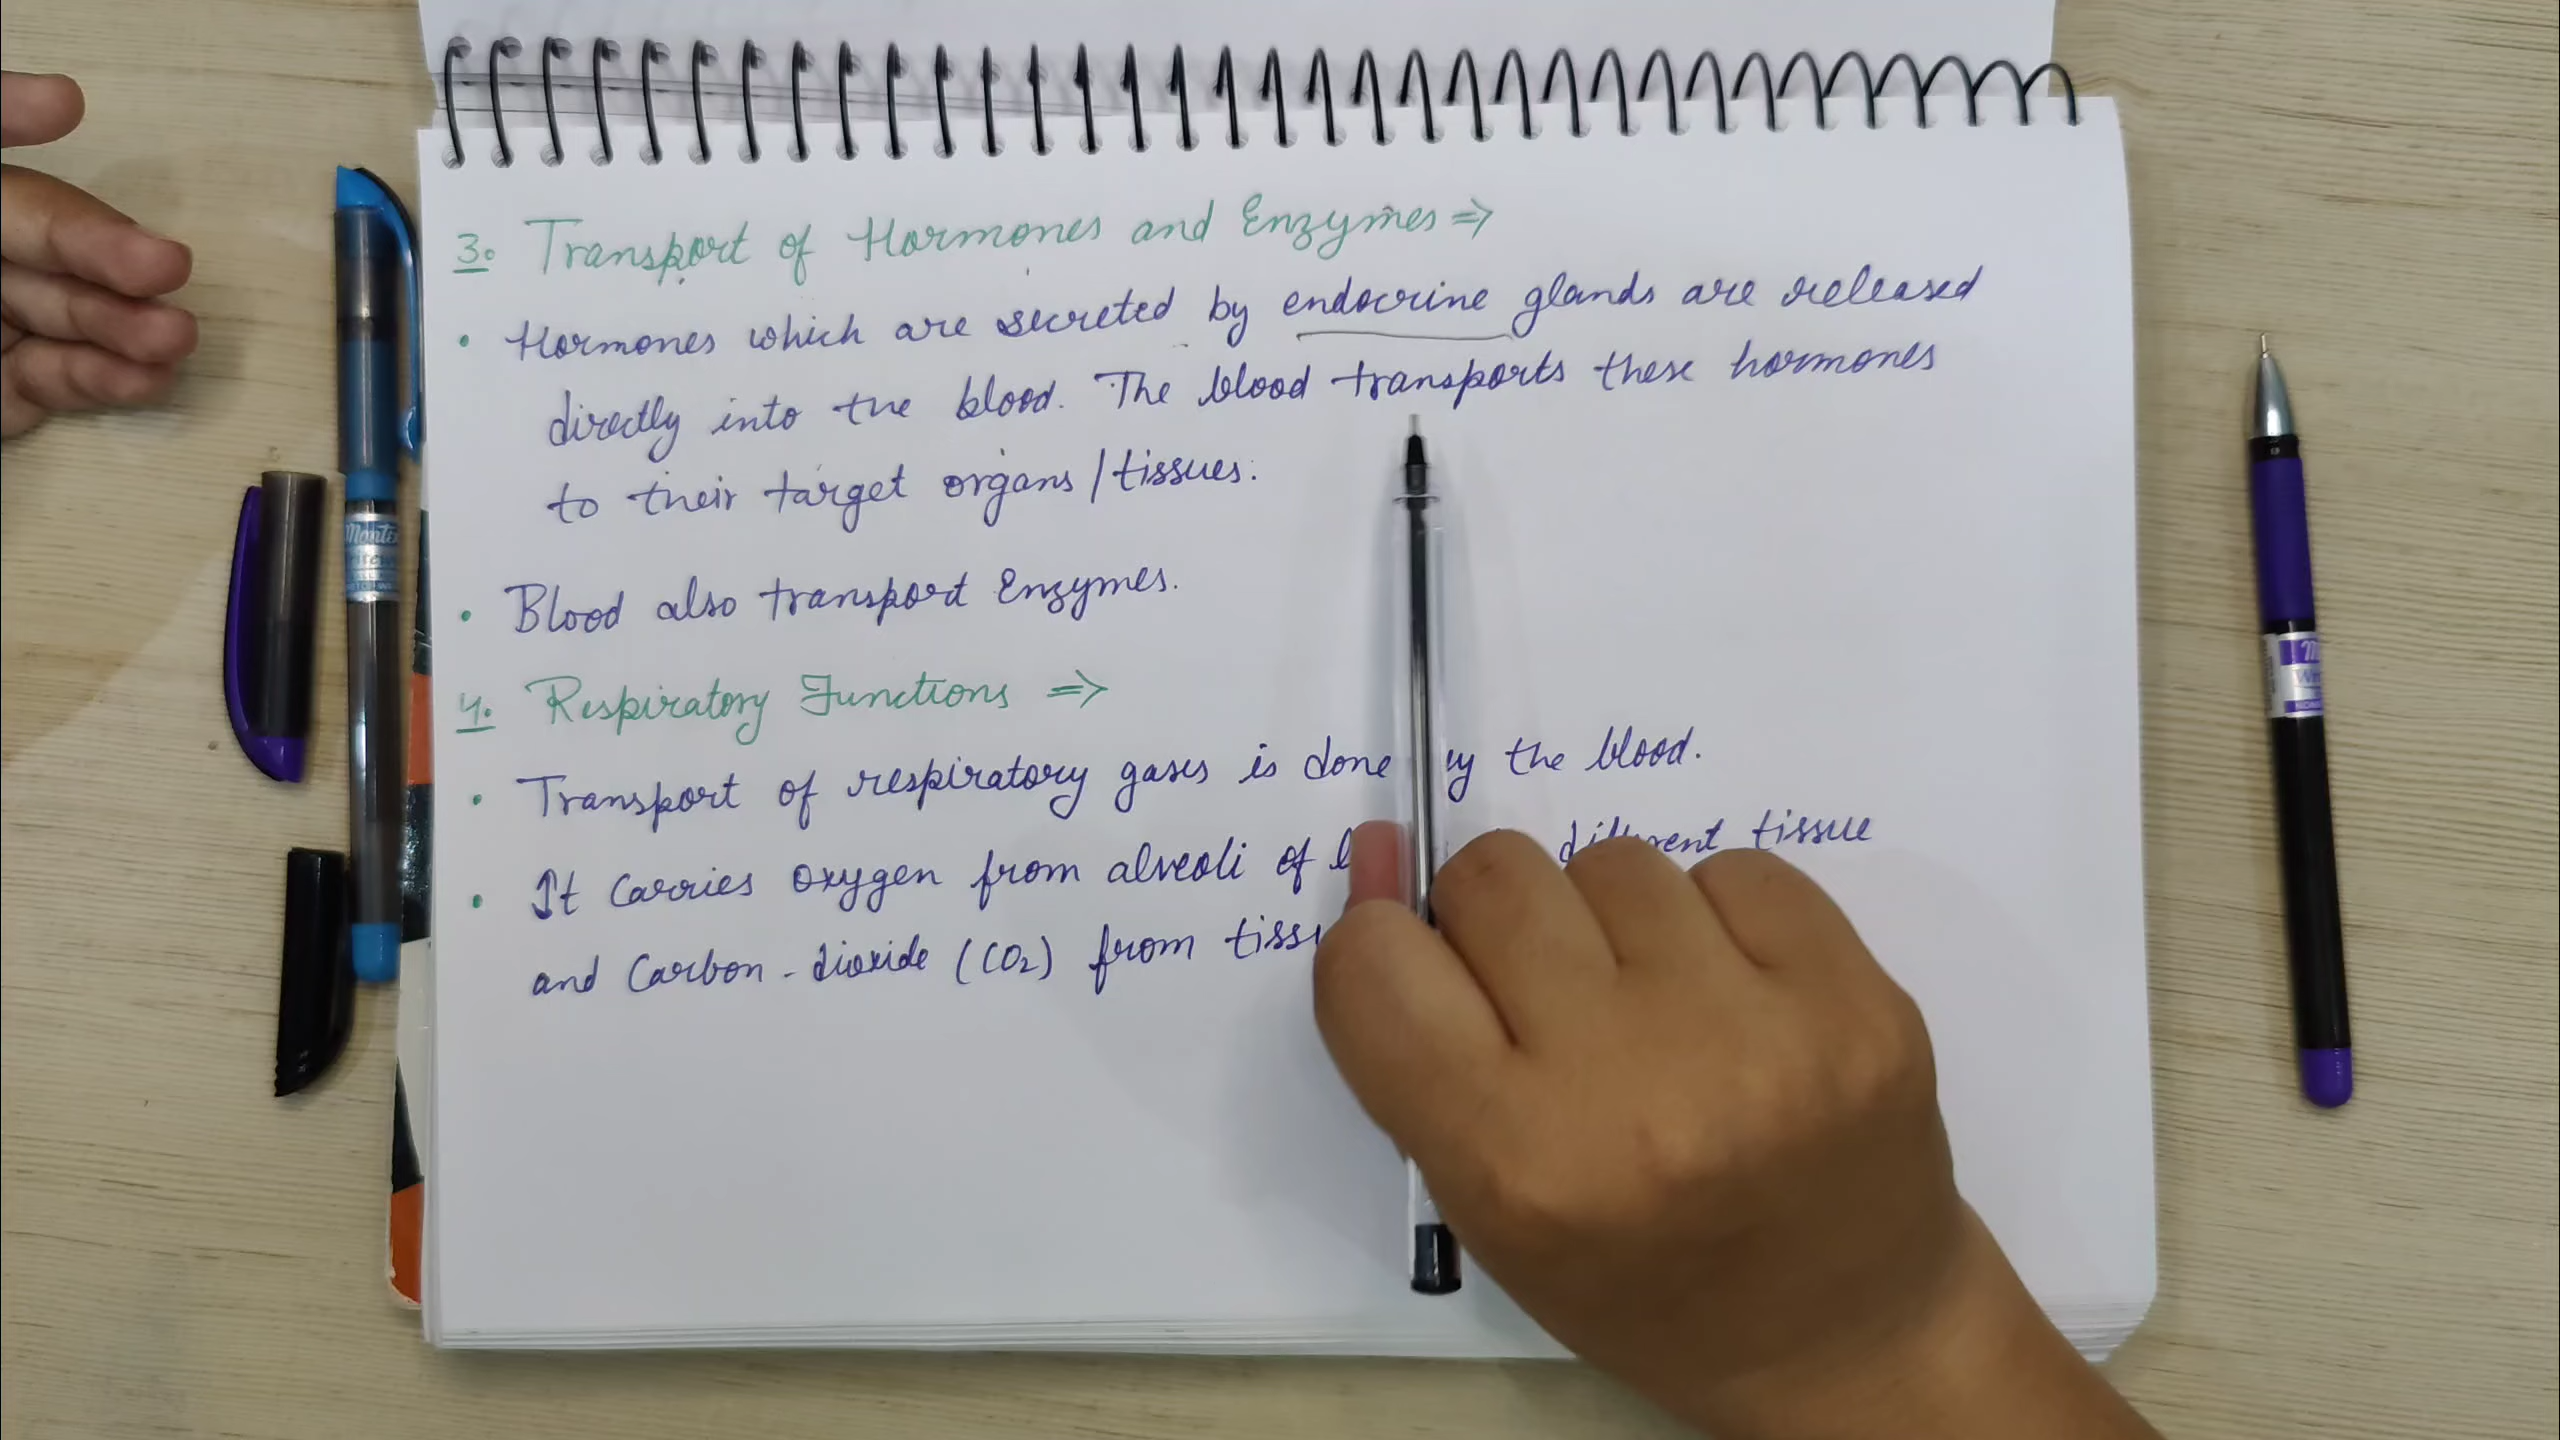 3. Transport of Hormones and Enzymes ⇒
• Hormones which are secreted by endocrine glands are released
directly into the blood. The blood transports these hormones
to their target organs/tissues.
• Blood also transport Enzymes.
4. Respiratory Functions ⇒
• Transport of respiratory gases is done the blood.
• It carries oxygen from alveoli of tissue
and Carbon-dioxide (CO₂) from
Montex